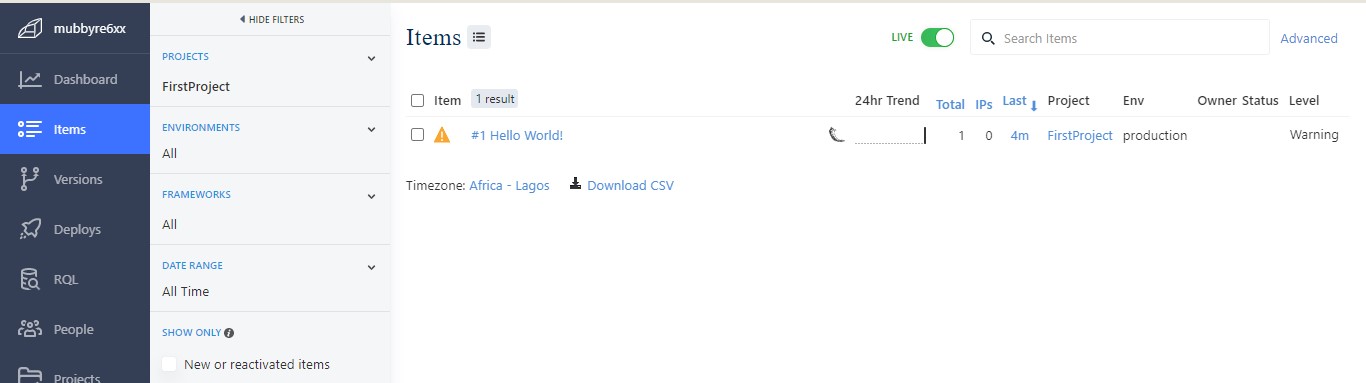 mubbyre6xx
Dashboard
Items
Versions
Deploys
RQL
People
Projects
HIDE FILTERS
PROJECTS
FirstProject
ENVIRONMENTS
All
FRAMEWORKS
All
DATE RANGE
All Time
SHOW ONLY
New or reactivated items
Items
LIVE
Search Items
Advanced
Item 1 result 24hr Trend Total IPs Last Project Env Owner Status Level
#1 Hello World! 1 0 4m FirstProject production Warning
Timezone: Africa - Lagos Download CSV